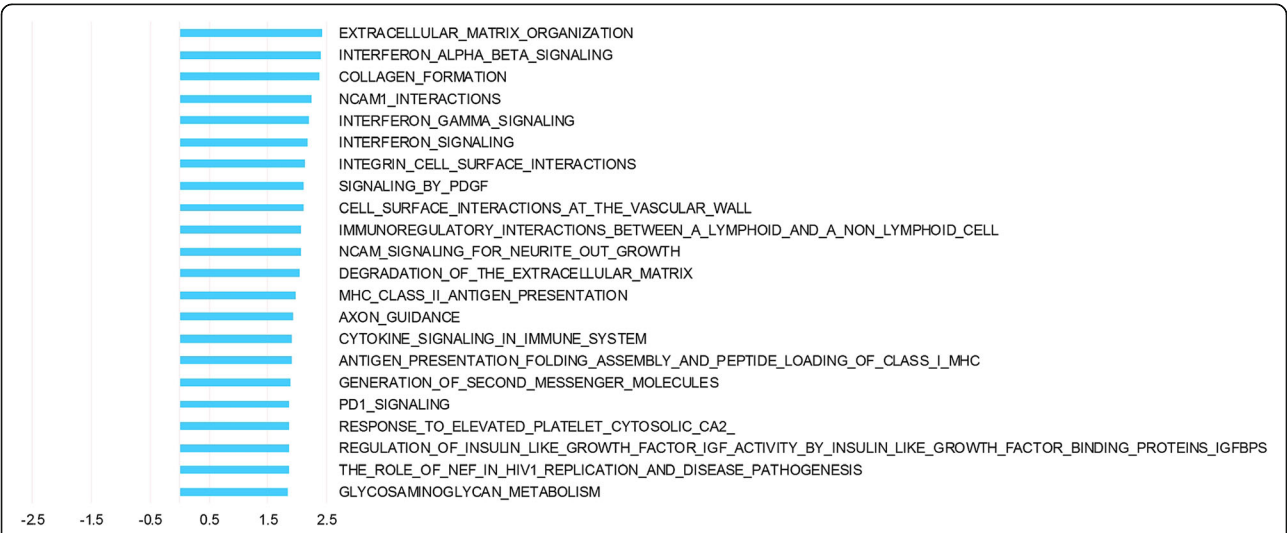 EXTRACELLULAR_MATRIX_ORGANIZATION
INTERFERON_ALPHA_BETA_SIGNALING
COLLAGEN_FORMATION
NCAM1_INTERACTIONS
INTERFERON_GAMMA_SIGNALING
INTERFERON_SIGNALING
INTEGRIN_CELL_SURFACE_INTERACTIONS
SIGNALING_BY_PDGF
CELL_SURFACE_INTERACTIONS_AT_THE_VASCULAR_WALL
IMMUNOREGULATORY_INTERACTIONS_BETWEEN_A_LYMPHOID_AND_A_NON_LYMPHOID_CELL
NCAM_SIGNALING_FOR_NEURITE_OUT_GROWTH
DEGRADATION_OF_THE_EXTRACELLULAR_MATRIX
MHC_CLASS_II_ANTIGEN_PRESENTATION
AXON_GUIDANCE
CYTOKINE_SIGNALING_IN_IMMUNE_SYSTEM
ANTIGEN_PRESENTATION_FOLDING_ASSEMBLY_AND_PEPTIDE_LOADING_OF_CLASS_I_MHC
GENERATION_OF_SECOND_MESSENGER_MOLECULES
PD1_SIGNALING
RESPONSE_TO_ELEVATED_PLATELET_CYTOSOLIC_CA2_
REGULATION_OF_INSULIN_LIKE_GROWTH_FACTOR_IGF_ACTIVITY_BY_INSULIN_LIKE_GROWTH_FACTOR_BINDING_PROTEINS_IGFBPS
THE_ROLE_OF_NEF_IN_HIV1_REPLICATION_AND_DISEASE_PATHOGENESIS
GLYCOSAMINOGLYCAN_METABOLISM
-2.5 -1.5 -0.5 0.5 1.5 2.5